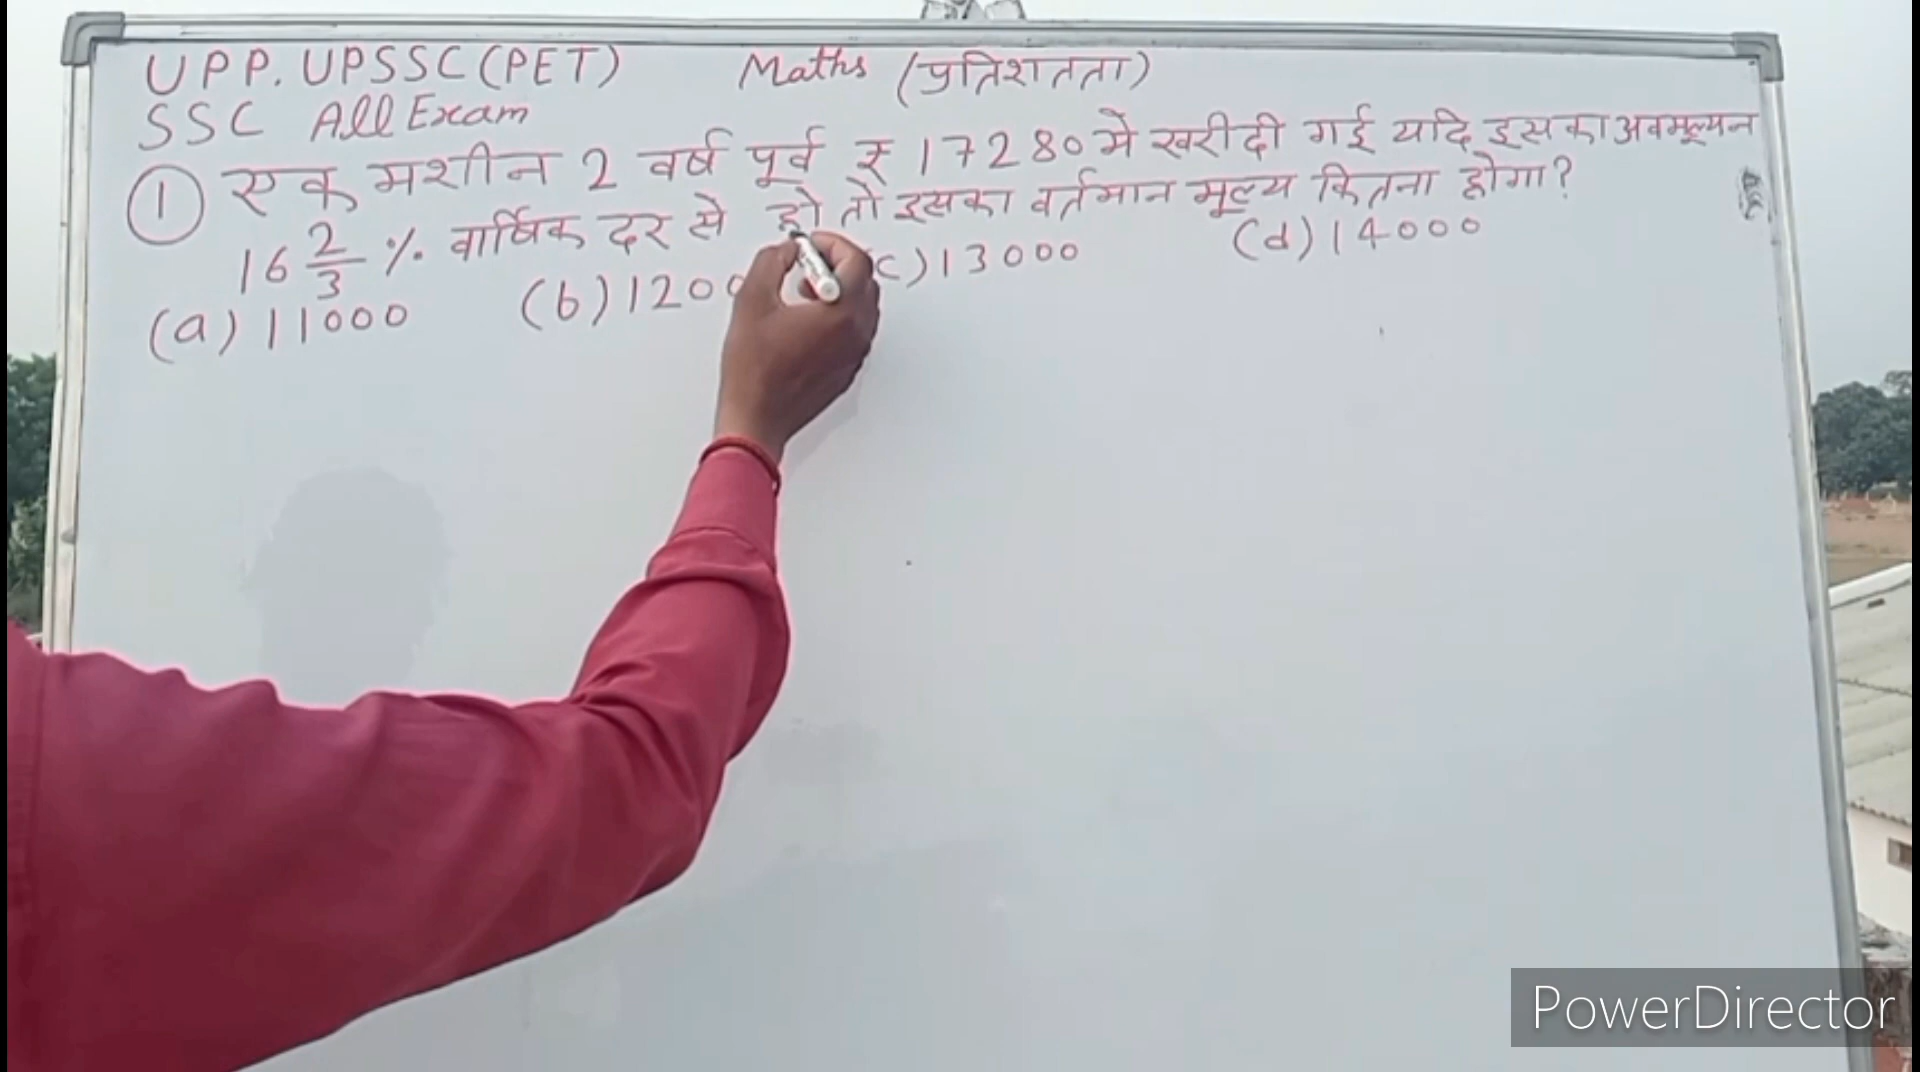 UPP. UPSSC (PET) Maths (प्रतिशतता)
SSC All Exam
① एक मशीन 2 वर्ष पूर्व ₹ 17280 मे खरीदी गई यदि इसका अवमूल्यन
16 2/3 % वार्षिक दर से हो तो इसका वर्तमान मूल्य कितना होगा?
(a) 11000 (b) 1200 c) 13000 (d) 14000
PowerDirector